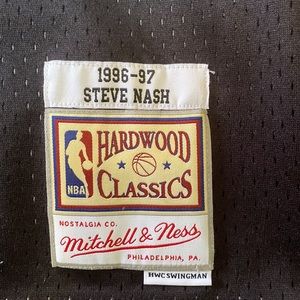 1996-97
STEVE NASH
HARDWOOD
NBA
CLASSICS
NOSTALGIA CO.
Mitchell & Ness
PHILADELPHIA, PA.
HWC SWINGMAN